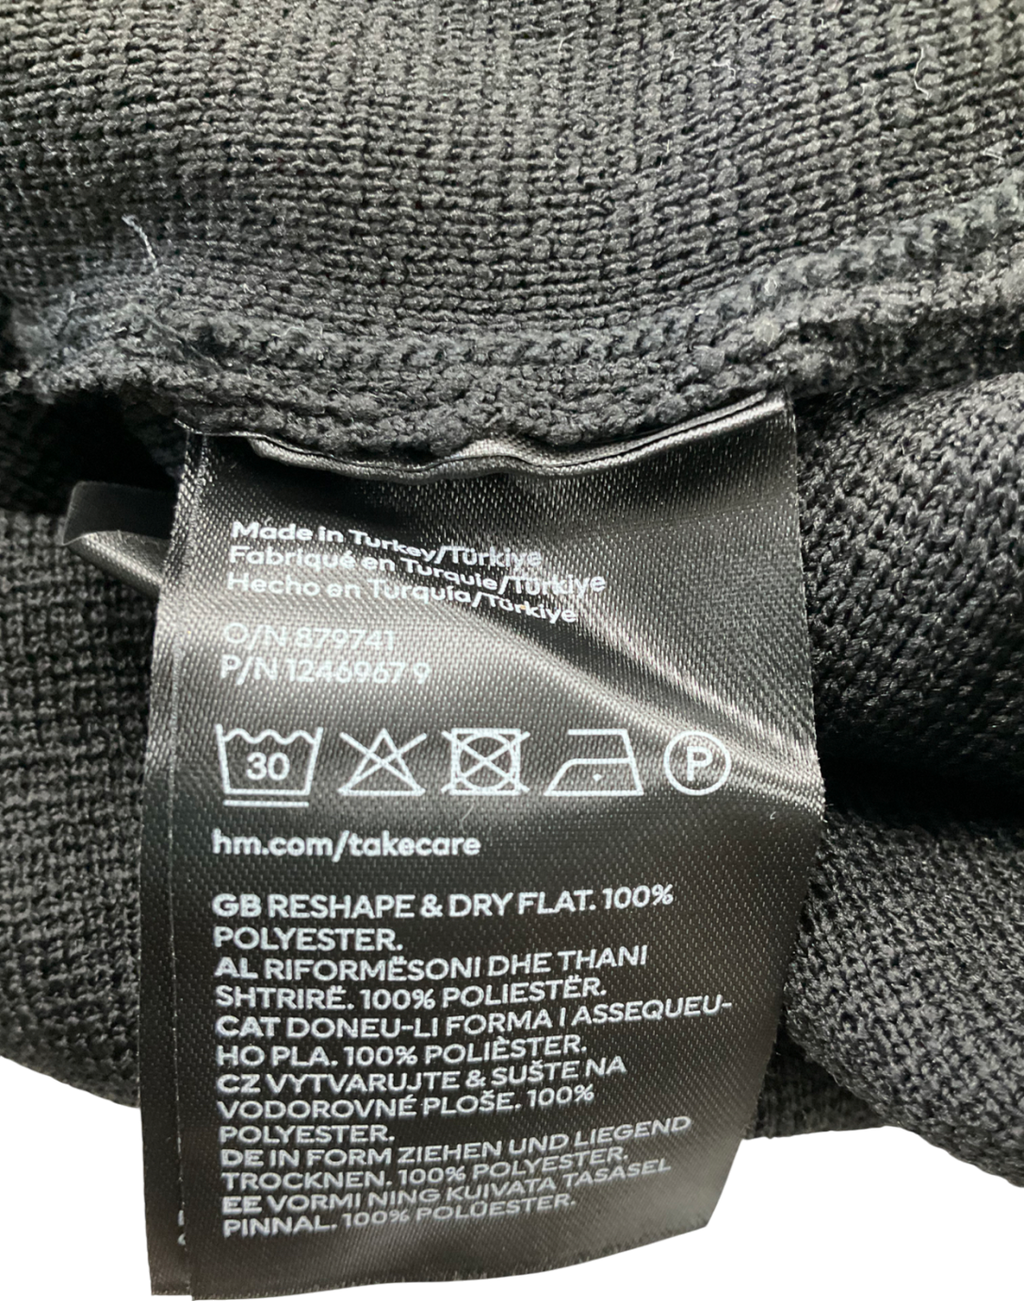 Made in Turkey/Türkiye
Fabriqué en Turquie/Türkiye
Hecho en Turquía/Türkiye
O/N 879741
P/N 1246967 9
30
P
hm.com/takecare
GB RESHAPE & DRY FLAT. 100%
POLYESTER.
AL RIFORMËSONI DHE THANI
SHTRIRË. 100% POLIESTËR.
CAT DONEU-LI FORMA I ASSEQUEU-
HO PLA. 100% POLIÈSTER.
CZ VYTVARUJTE & SUŠTE NA
VODOROVNÉ PLOŠE. 100%
POLYESTER.
DE IN FORM ZIEHEN UND LIEGEND
TROCKNEN. 100% POLYESTER.
EE VORMI NING KUIVATA TASASEL
PINNAL. 100% POLÜESTER.